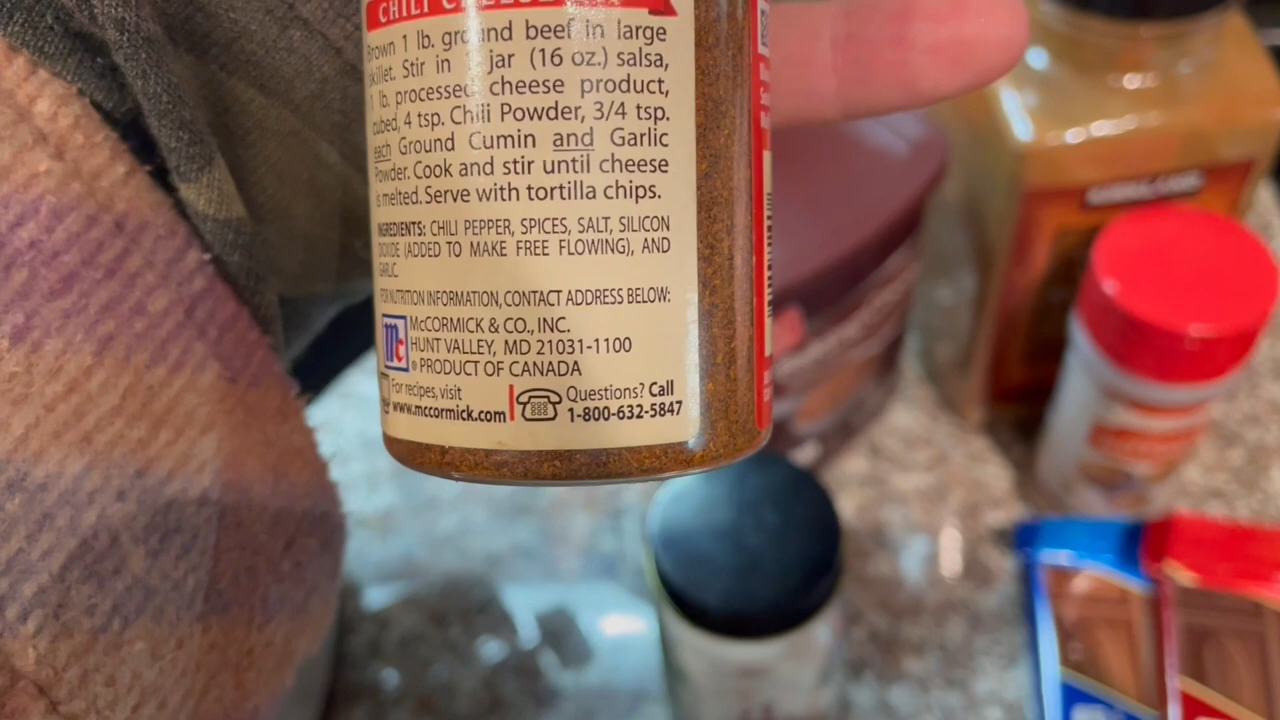 CHILI CHEESE
Brown 1 lb. ground beef in large
skillet. Stir in 1 jar (16 oz.) salsa,
1 lb. processed cheese product,
cubed, 4 tsp. Chili Powder, 3/4 tsp.
each Ground Cumin and Garlic
Powder. Cook and stir until cheese
is melted. Serve with tortilla chips.
INGREDIENTS: CHILI PEPPER, SPICES, SALT, SILICON
DIOXIDE (ADDED TO MAKE FREE FLOWING), AND
GARLIC.
FOR NUTRITION INFORMATION, CONTACT ADDRESS BELOW:
Mc McCORMICK & CO., INC.
HUNT VALLEY, MD 21031-1100
® PRODUCT OF CANADA
For recipes, visit
www.mccormick.com
Questions? Call
1-800-632-5847
KIRKLAND